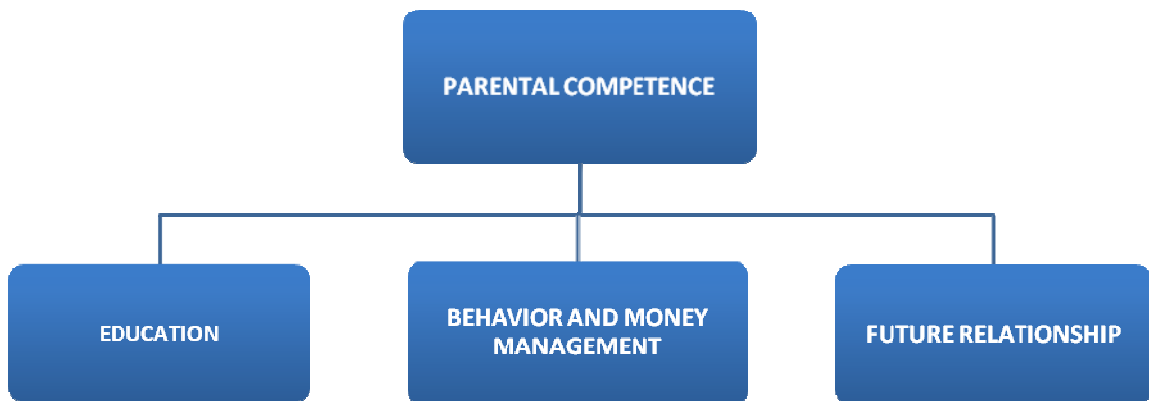 PARENTAL COMPETENCE
EDUCATION
BEHAVIOR AND MONEY
MANAGEMENT
FUTURE RELATIONSHIP